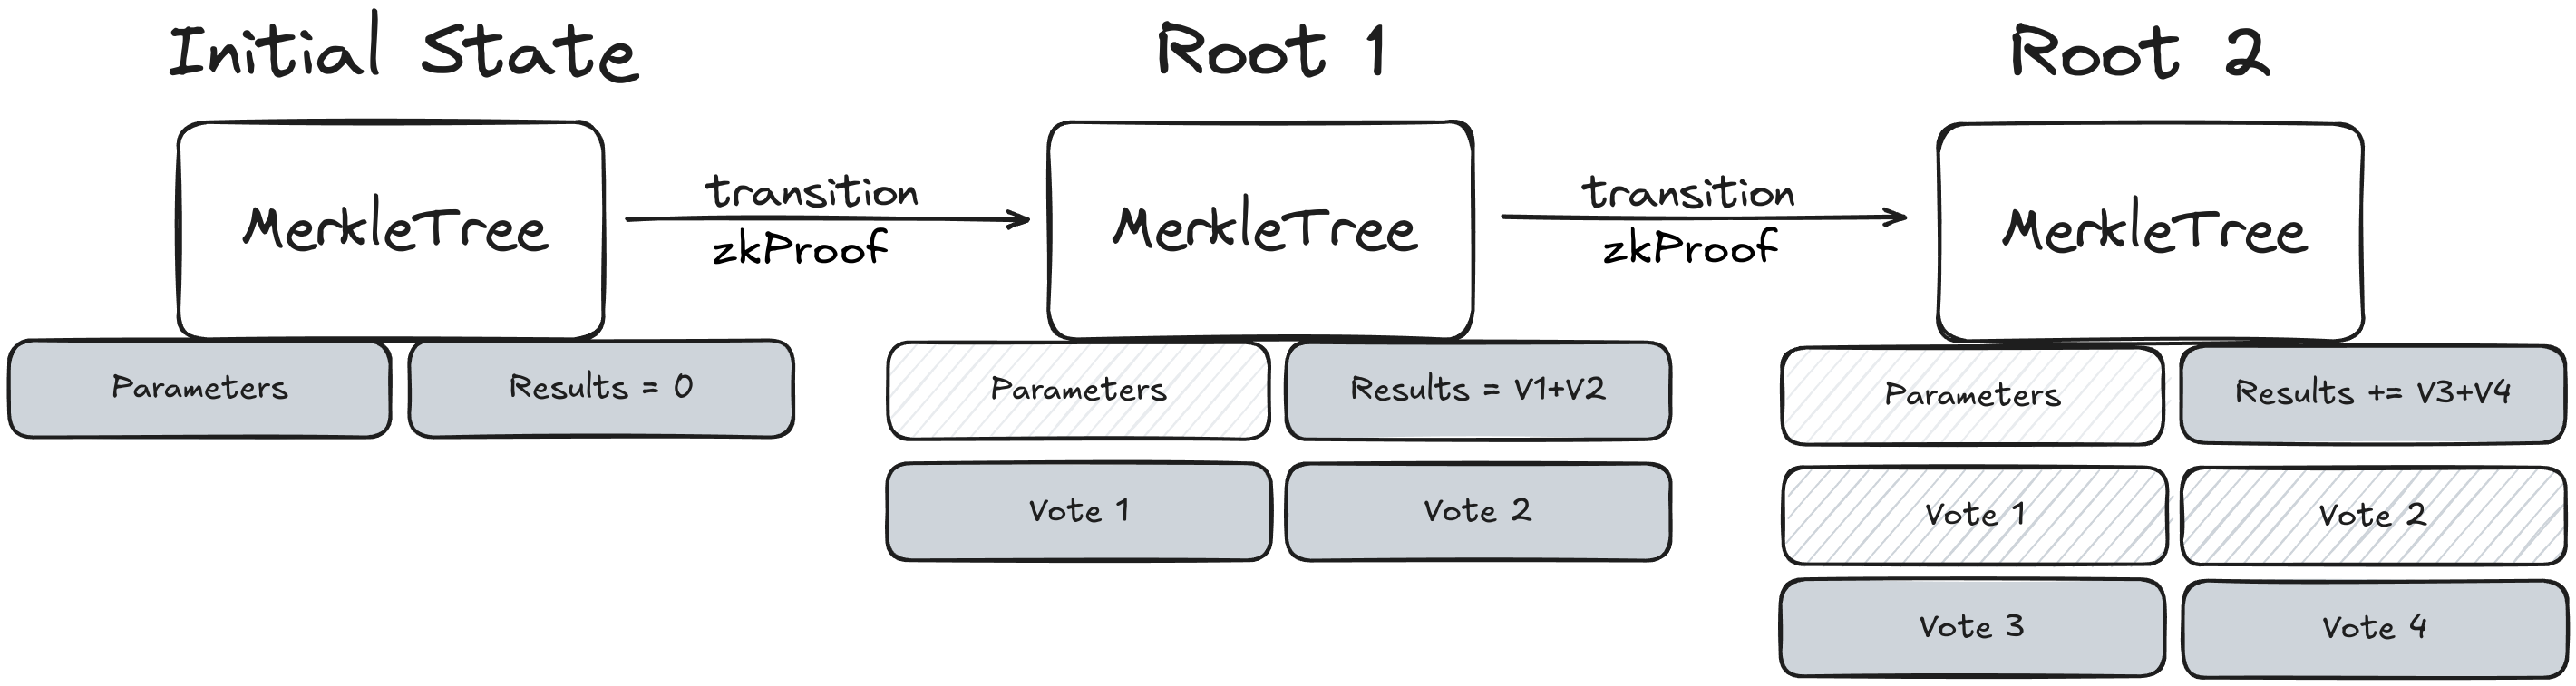 Initial State
Root 1
Root 2
MerkleTree
transition
zkProof
MerkleTree
transition
zkProof
MerkleTree
Parameters
Results = 0
Parameters
Results = V1+V2
Parameters
Results += V3+V4
Vote 1
Vote 2
Vote 1
Vote 2
Vote 3
Vote 4